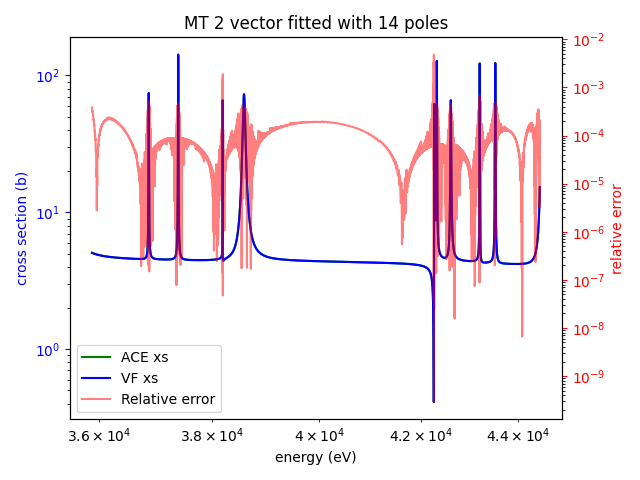 MT 2 vector fitted with 14 poles
10²
10¹
10⁰
cross section (b)
10⁻²
10⁻³
10⁻⁴
10⁻⁵
10⁻⁶
10⁻⁷
10⁻⁸
10⁻⁹
relative error
ACE xs
VF xs
Relative error
3.6 × 10⁴ 3.8 × 10⁴ 4 × 10⁴ 4.2 × 10⁴ 4.4 × 10⁴
energy (eV)